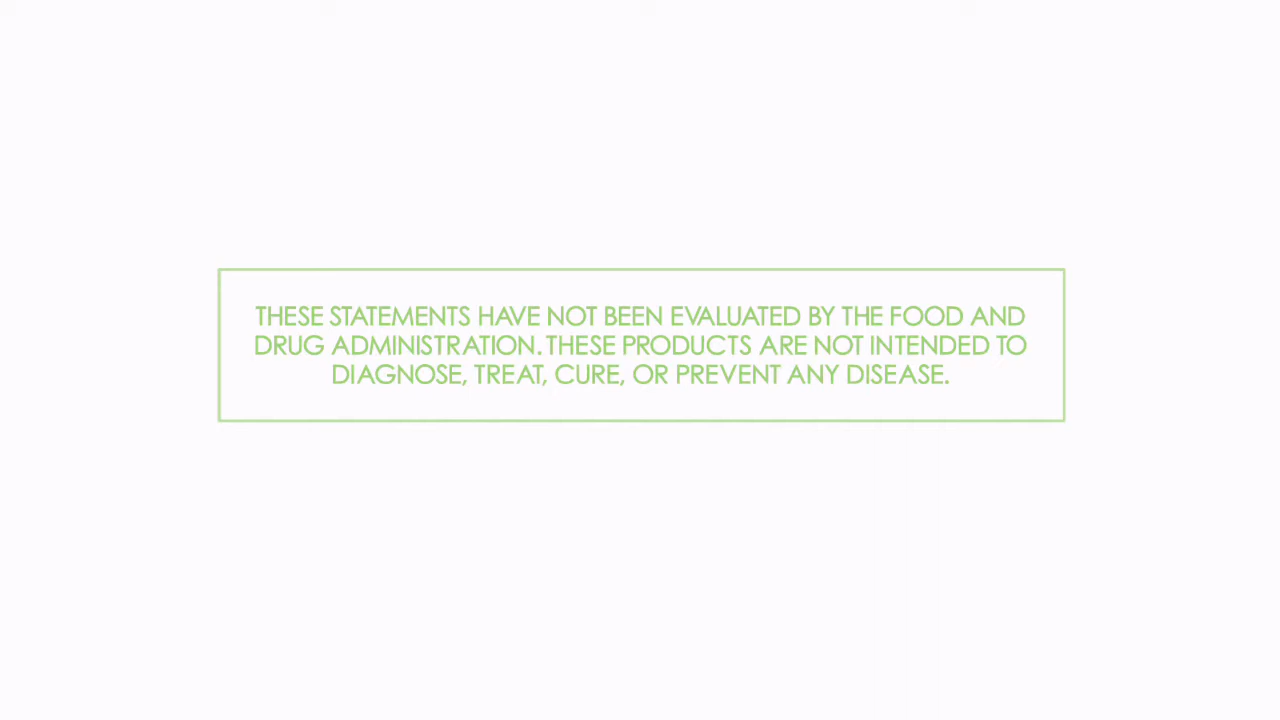 THESE STATEMENTS HAVE NOT BEEN EVALUATED BY THE FOOD AND
DRUG ADMINISTRATION. THESE PRODUCTS ARE NOT INTENDED TO
DIAGNOSE, TREAT, CURE, OR PREVENT ANY DISEASE.